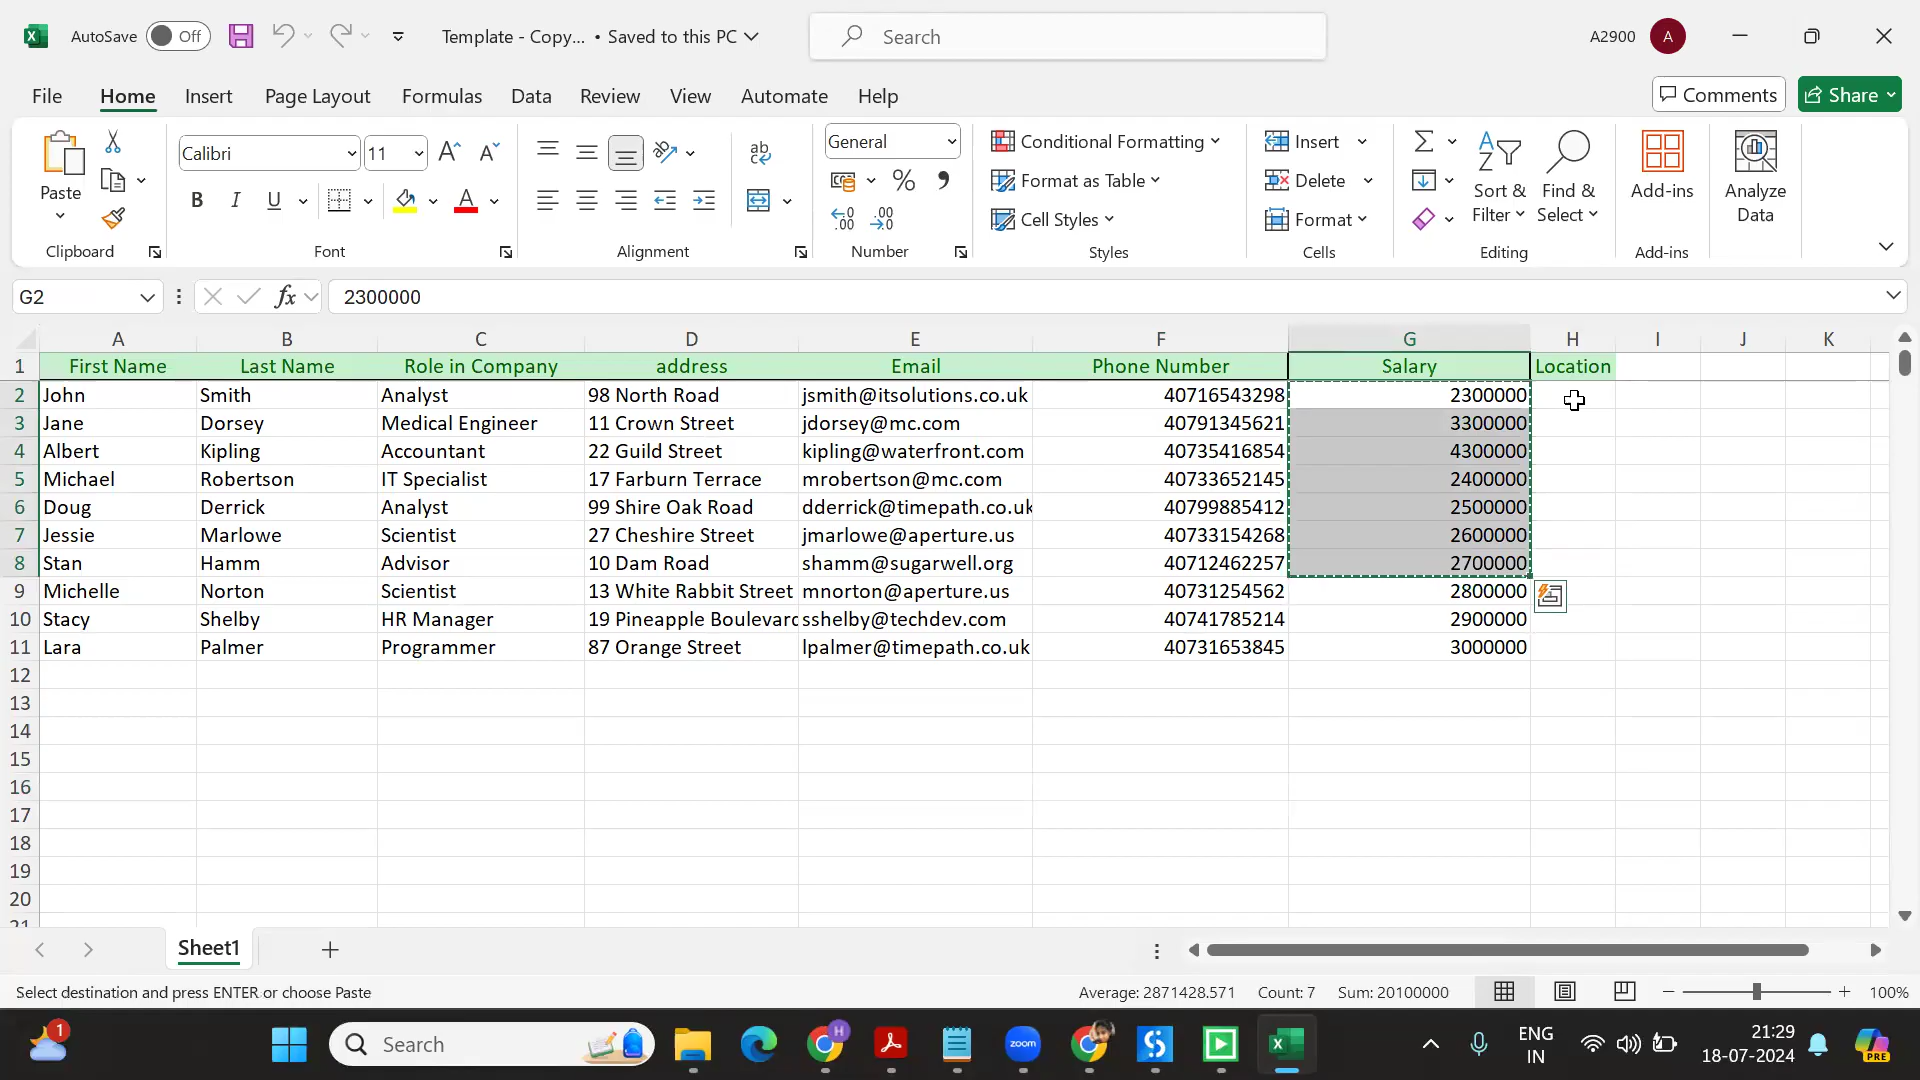 AutoSave Off Template - Copy... • Saved to this PC Search A2900 A
File Home Insert Page Layout Formulas Data Review View Automate Help Comments Share
Paste Clipboard
Calibri 11 B I U A Font
ab Alignment
General % .00 .00 Number
Conditional Formatting
Format as Table
Cell Styles
Styles
Insert
Delete
Format
Cells
Sort & Filter Find & Select Editing
Add-ins Add-ins
Analyze Data
G2 fx 2300000
A B C D E F G H I J K
1 First Name Last Name Role in Company address Email Phone Number Salary Location
2 John Smith Analyst 98 North Road jsmith@itsolutions.co.uk 40716543298 2300000
3 Jane Dorsey Medical Engineer 11 Crown Street jdorsey@mc.com 40791345621 3300000
4 Albert Kipling Accountant 22 Guild Street kipling@waterfront.com 40735416854 4300000
5 Michael Robertson IT Specialist 17 Farburn Terrace mrobertson@mc.com 40733652145 2400000
6 Doug Derrick Analyst 99 Shire Oak Road dderrick@timepath.co.uk 40799885412 2500000
7 Jessie Marlowe Scientist 27 Cheshire Street jmarlowe@aperture.us 40733154268 2600000
8 Stan Hamm Advisor 10 Dam Road shamm@sugarwell.org 40712462257 2700000
9 Michelle Norton Scientist 13 White Rabbit Street mnorton@aperture.us 40731254562 2800000
10 Stacy Shelby HR Manager 19 Pineapple Boulevard sshelby@techdev.com 40741785214 2900000
11 Lara Palmer Programmer 87 Orange Street lpalmer@timepath.co.uk 40731653845 3000000
12
13
14
15
16
17
18
19
20
21
Sheet1
Select destination and press ENTER or choose Paste Average: 2871428.571 Count: 7 Sum: 20100000 100%
1 Search H zoom ENG IN 21:29 18-07-2024 PRE